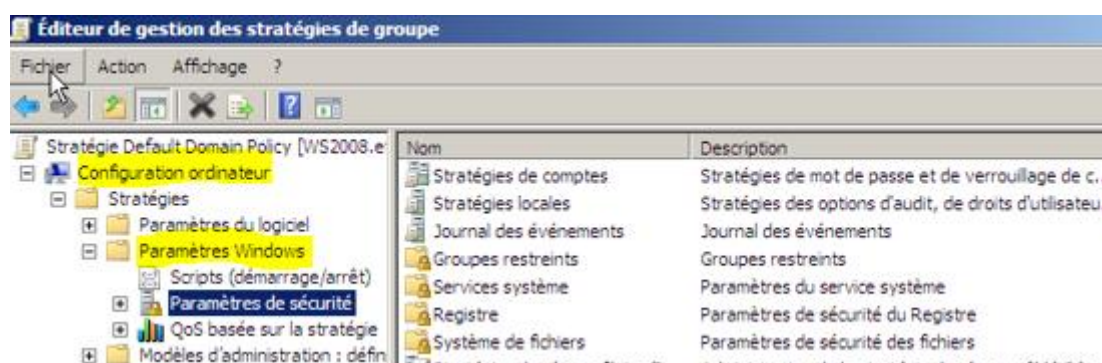 Éditeur de gestion des stratégies de groupe
Fichier Action Affichage ?
Stratégie Default Domain Policy [WS2008.e
Configuration ordinateur
Stratégies
Paramètres du logiciel
Paramètres Windows
Scripts (démarrage/arrêt)
Paramètres de sécurité
QoS basée sur la stratégie
Modèles d'administration : défin
Nom Description
Stratégies de comptes Stratégies de mot de passe et de verrouillage de c..
Stratégies locales Stratégies des options d'audit, de droits d'utilisateu
Journal des événements Journal des événements
Groupes restreints Groupes restreints
Services système Paramètres du service système
Registre Paramètres de sécurité du Registre
Système de fichiers Paramètres de sécurité des fichiers